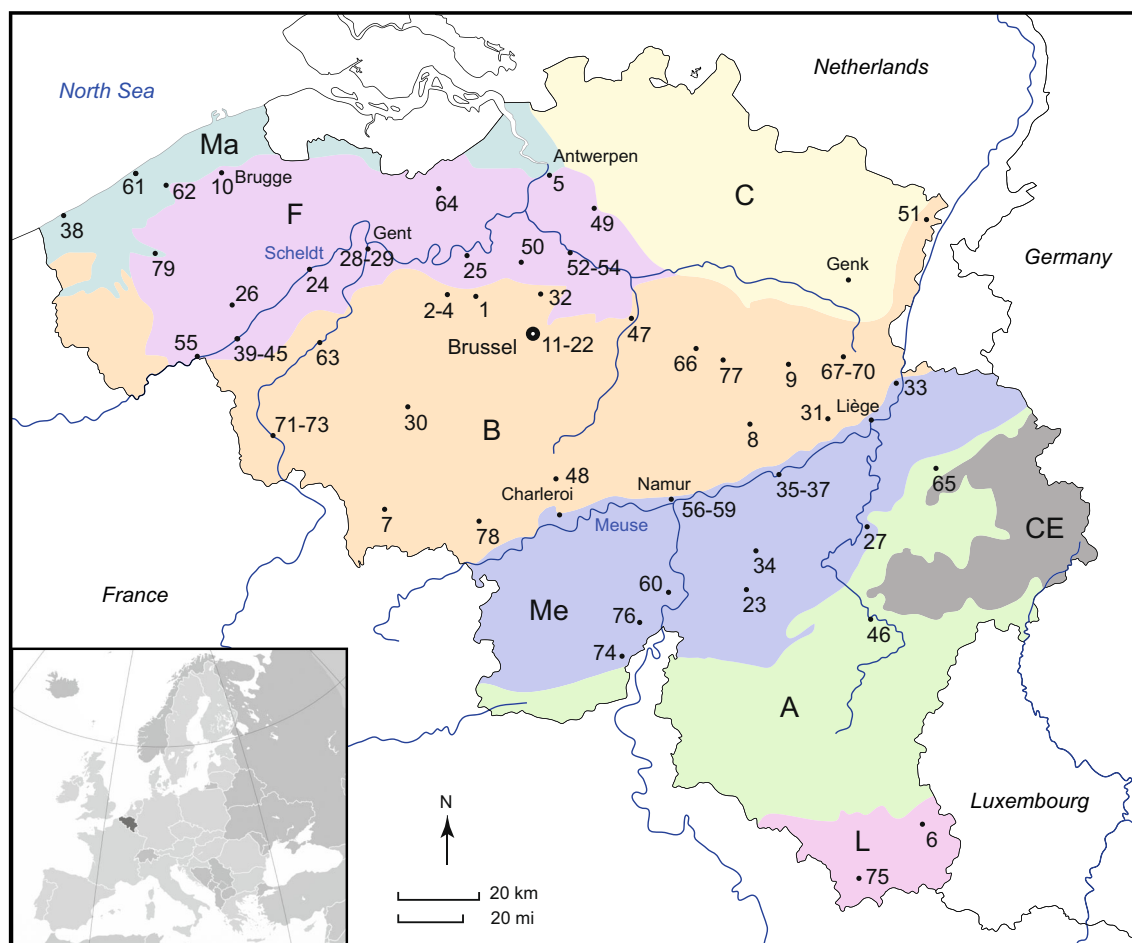 North Sea
Netherlands
Ma
Antwerpen
61
62
10
Brugge
5
C
38
F
64
49
51
Gent
79
Scheldt
28-29
50
Germany
24
25
52-54
Genk
26
2-4
1
32
47
55
39-45
63
Brussel
11-22
66
77
9
67-70
33
31
Liège
71-73
30
B
8
48
65
Charleroi
Namur
35-37
56-59
7
78
Meuse
27
CE
34
France
60
23
Me
76
46
74
A
N
Luxembourg
6
L
75
20 km
20 mi